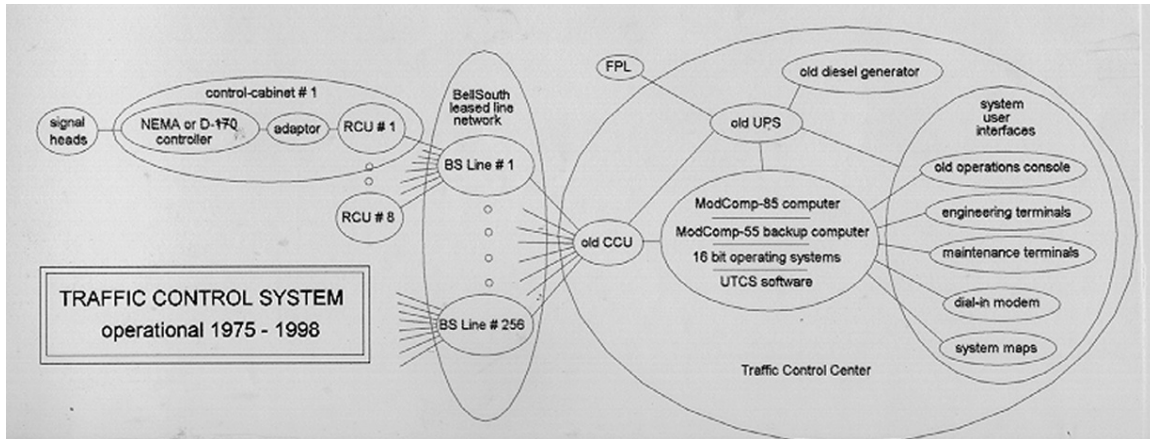 control-cabinet # 1
signal
heads
NEMA or D-170
controller
adaptor
RCU # 1
RCU # 8
BellSouth
leased line
network
BS Line # 1
BS Line # 256
TRAFFIC CONTROL SYSTEM
operational 1975 - 1998
FPL
old diesel generator
old UPS
old CCU
ModComp-85 computer
ModComp-55 backup computer
16 bit operating systems
UTCS software
system
user
interfaces
old operations console
engineering terminals
maintenance terminals
dial-in modem
system maps
Traffic Control Center